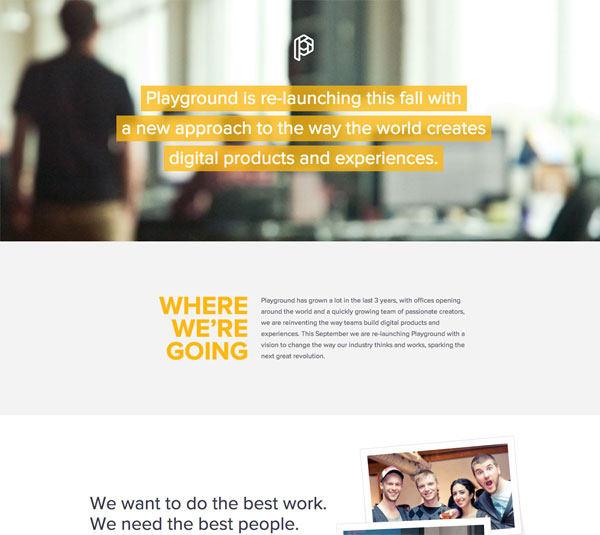 Playground is re-launching this fall with
a new approach to the way the world creates
digital products and experiences.
WHERE
WE'RE
GOING
Playground has grown a lot in the last 3 years, with offices opening
around the world and a quickly growing team of passionate creators,
we are reinventing the way teams build digital products and
experiences. This September we are re-launching Playground with a
vision to change the way our industry thinks and works, sparking the
next great revolution.
We want to do the best work.
We need the best people.